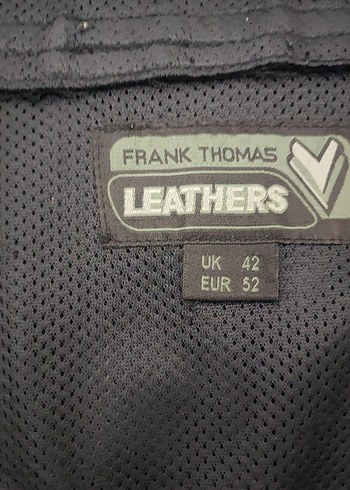 FRANK THOMAS
LEATHERS
UK 42
EUR 52